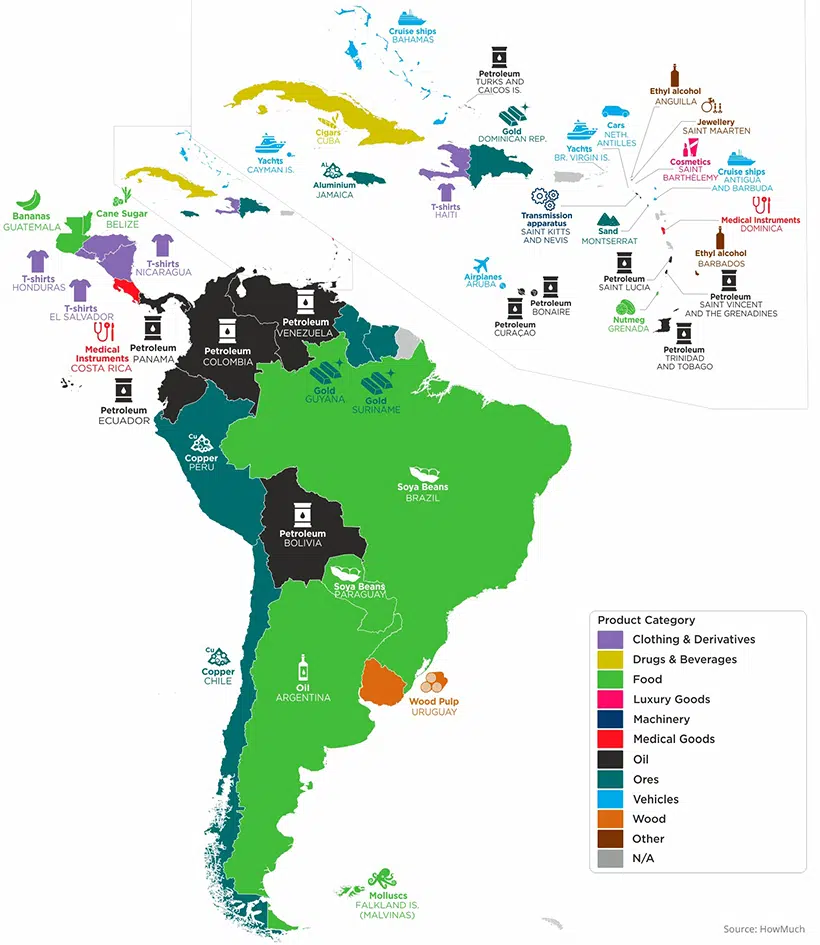 Cruise ships
BAHAMAS
Petroleum
TURKS AND
CAICOS IS.
Ethyl alcohol
ANGUILLA
Jewellery
SAINT MAARTEN
Cars
NETH.
ANTILLES
Gold
DOMINICAN REP.
Cigars
CUBA
Yachts
CAYMAN IS.
Yachts
BR. VIRGIN IS.
Cosmetics
SAINT
BARTHÉLEMY
Cruise ships
ANTIGUA
AND BARBUDA
AL
Aluminium
JAMAICA
T-shirts
HAITI
Transmission
apparatus
SAINT KITTS
AND NEVIS
Sand
MONTSERRAT
Medical Instruments
DOMINICA
Ethyl alcohol
BARBADOS
Airplanes
ARUBA
Petroleum
BONAIRE
Petroleum
CURAÇAO
Petroleum
SAINT LUCIA
Petroleum
SAINT VINCENT
AND THE GRENADINES
Nutmeg
GRENADA
Petroleum
TRINIDAD
AND TOBAGO
Bananas
GUATEMALA
Cane Sugar
BELIZE
T-shirts
HONDURAS
T-shirts
NICARAGUA
T-shirts
EL SALVADOR
Medical
Instruments
COSTA RICA
Petroleum
PANAMA
Petroleum
COLOMBIA
Petroleum
VENEZUELA
Petroleum
ECUADOR
Gold
GUYANA
Gold
SURINAME
Cu
Copper
PERU
Soya Beans
BRAZIL
Petroleum
BOLIVIA
Soya Beans
PARAGUAY
Cu
Copper
CHILE
Oil
ARGENTINA
Wood Pulp
URUGUAY
Molluscs
FALKLAND IS.
(MALVINAS)
Product Category
Clothing & Derivatives
Drugs & Beverages
Food
Luxury Goods
Machinery
Medical Goods
Oil
Ores
Vehicles
Wood
Other
N/A
Source: HowMuch